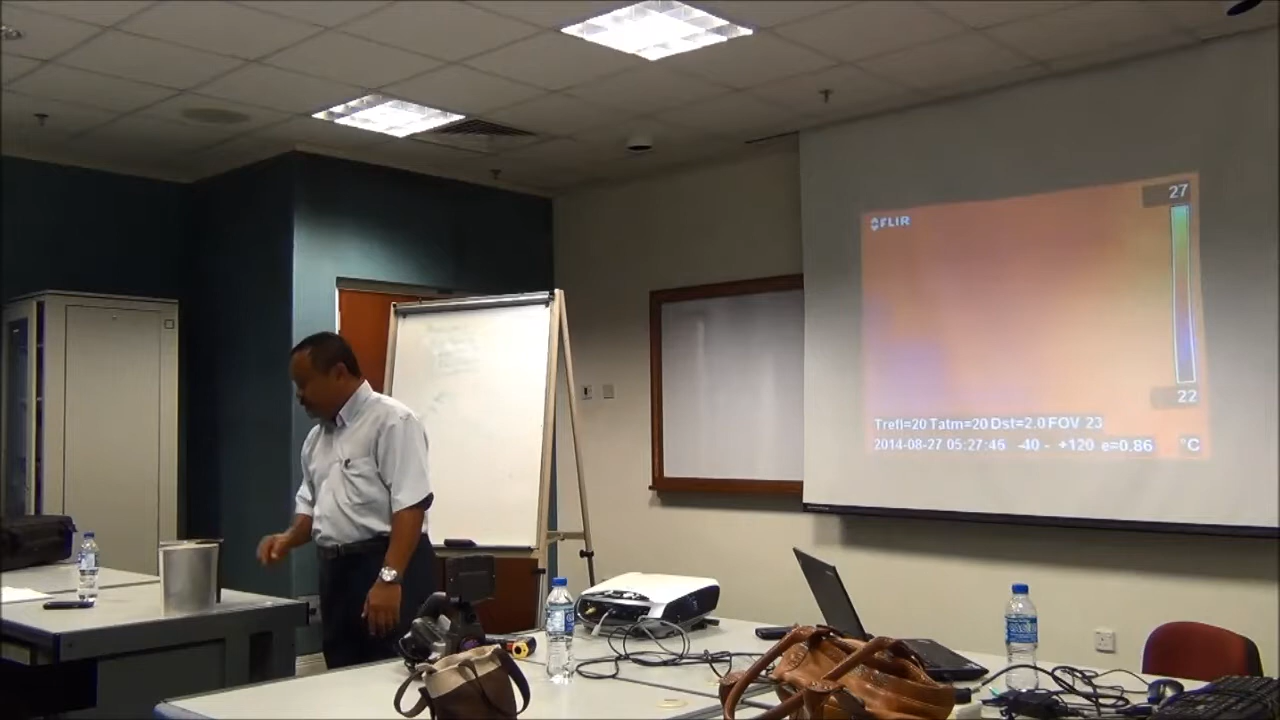 27
FLIR
22
Trefl=20 Tatm=20 Dst=2.0 FOV 23
2014-08-27 05:27:46 -40 - +120 e=0.86 °C